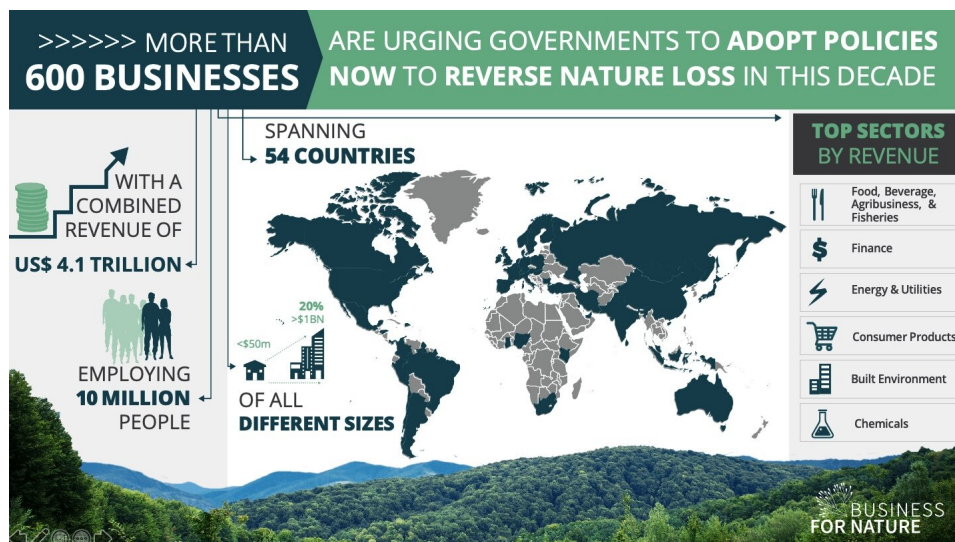 >>>>>> MORE THAN
600 BUSINESSES
ARE URGING GOVERNMENTS TO ADOPT POLICIES
NOW TO REVERSE NATURE LOSS IN THIS DECADE
WITH A
COMBINED
REVENUE OF
US$ 4.1 TRILLION
EMPLOYING
10 MILLION
PEOPLE
SPANNING
54 COUNTRIES
20%
>$1BN
<$50m
OF ALL
DIFFERENT SIZES
TOP SECTORS
BY REVENUE
Food, Beverage,
Agribusiness, &
Fisheries
Finance
Energy & Utilities
Consumer Products
Built Environment
Chemicals
BUSINESS
FOR NATURE